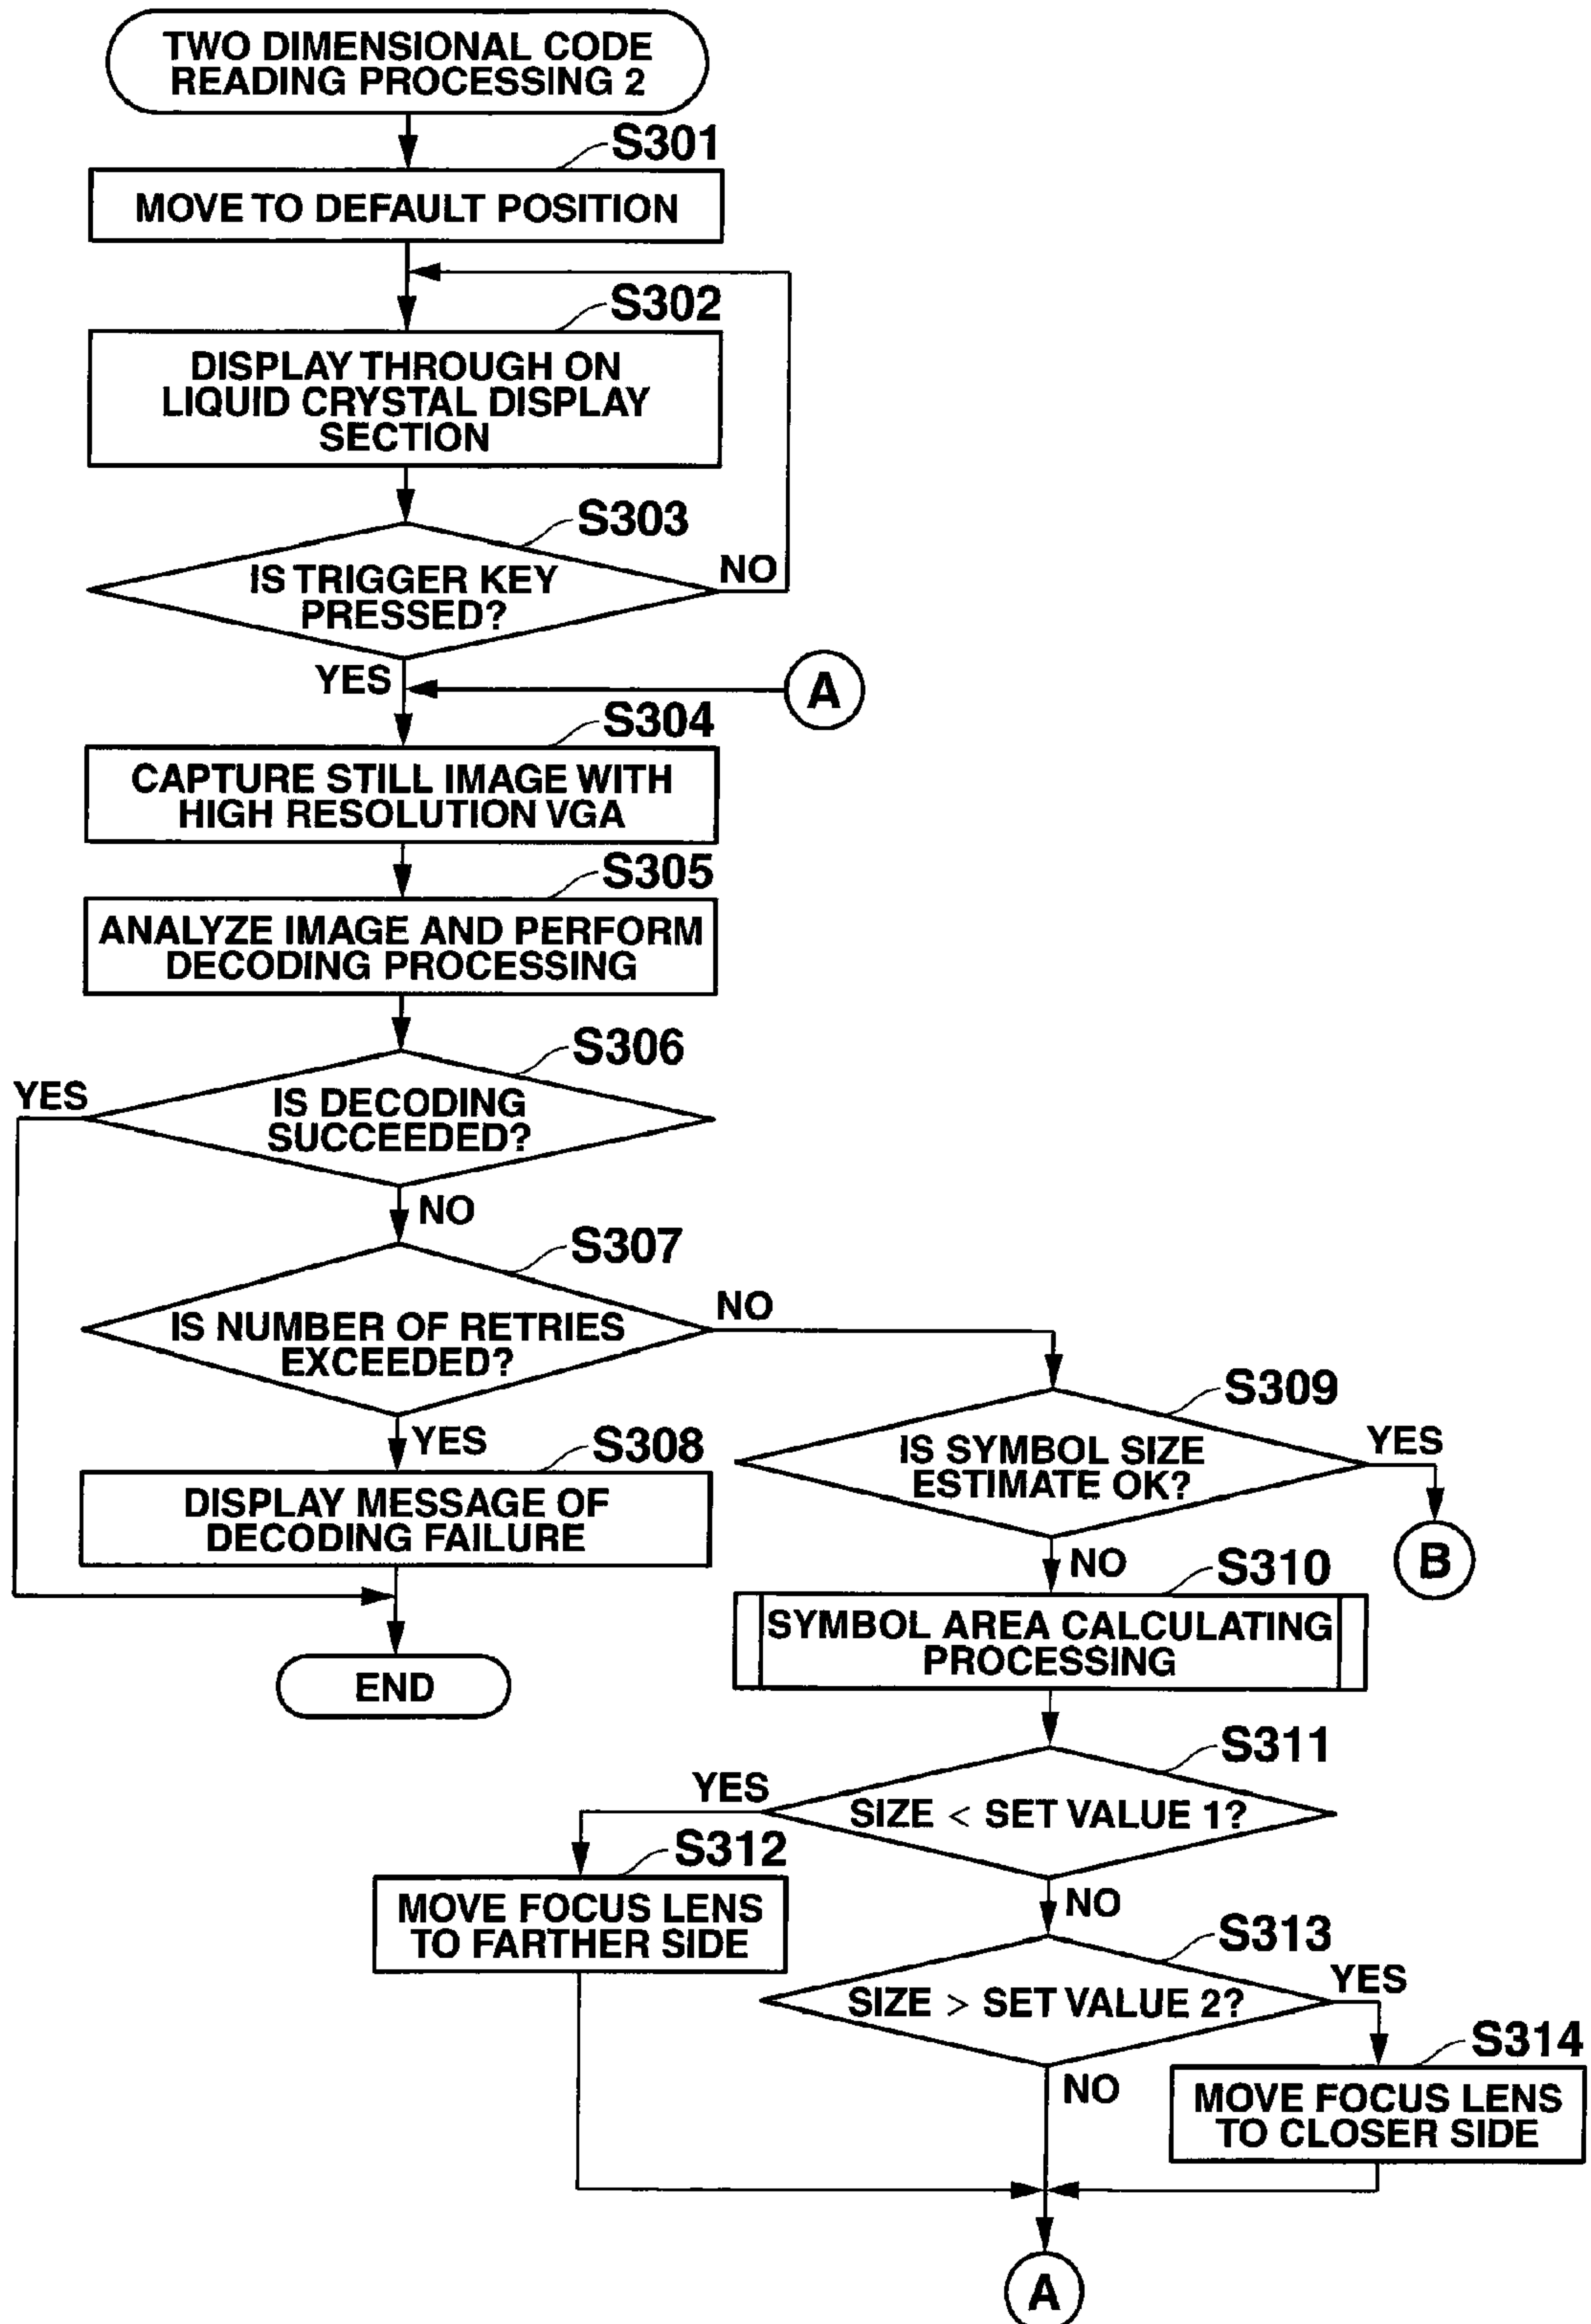 TWO DIMENSIONAL CODE
READING PROCESSING 2
S301
MOVE TO DEFAULT POSITION
S302
DISPLAY THROUGH ON
LIQUID CRYSTAL DISPLAY
SECTION
S303
IS TRIGGER KEY
PRESSED?
NO
YES
A
S304
CAPTURE STILL IMAGE WITH
HIGH RESOLUTION VGA
S305
ANALYZE IMAGE AND PERFORM
DECODING PROCESSING
S306
YES
IS DECODING
SUCCEEDED?
NO
S307
IS NUMBER OF RETRIES
EXCEEDED?
NO
YES
S308
DISPLAY MESSAGE OF
DECODING FAILURE
END
S309
IS SYMBOL SIZE
ESTIMATE OK?
YES
B
NO
S310
SYMBOL AREA CALCULATING
PROCESSING
S311
YES
SIZE < SET VALUE 1?
S312
MOVE FOCUS LENS
TO FARTHER SIDE
NO
S313
SIZE > SET VALUE 2?
YES
S314
MOVE FOCUS LENS
TO CLOSER SIDE
NO
A